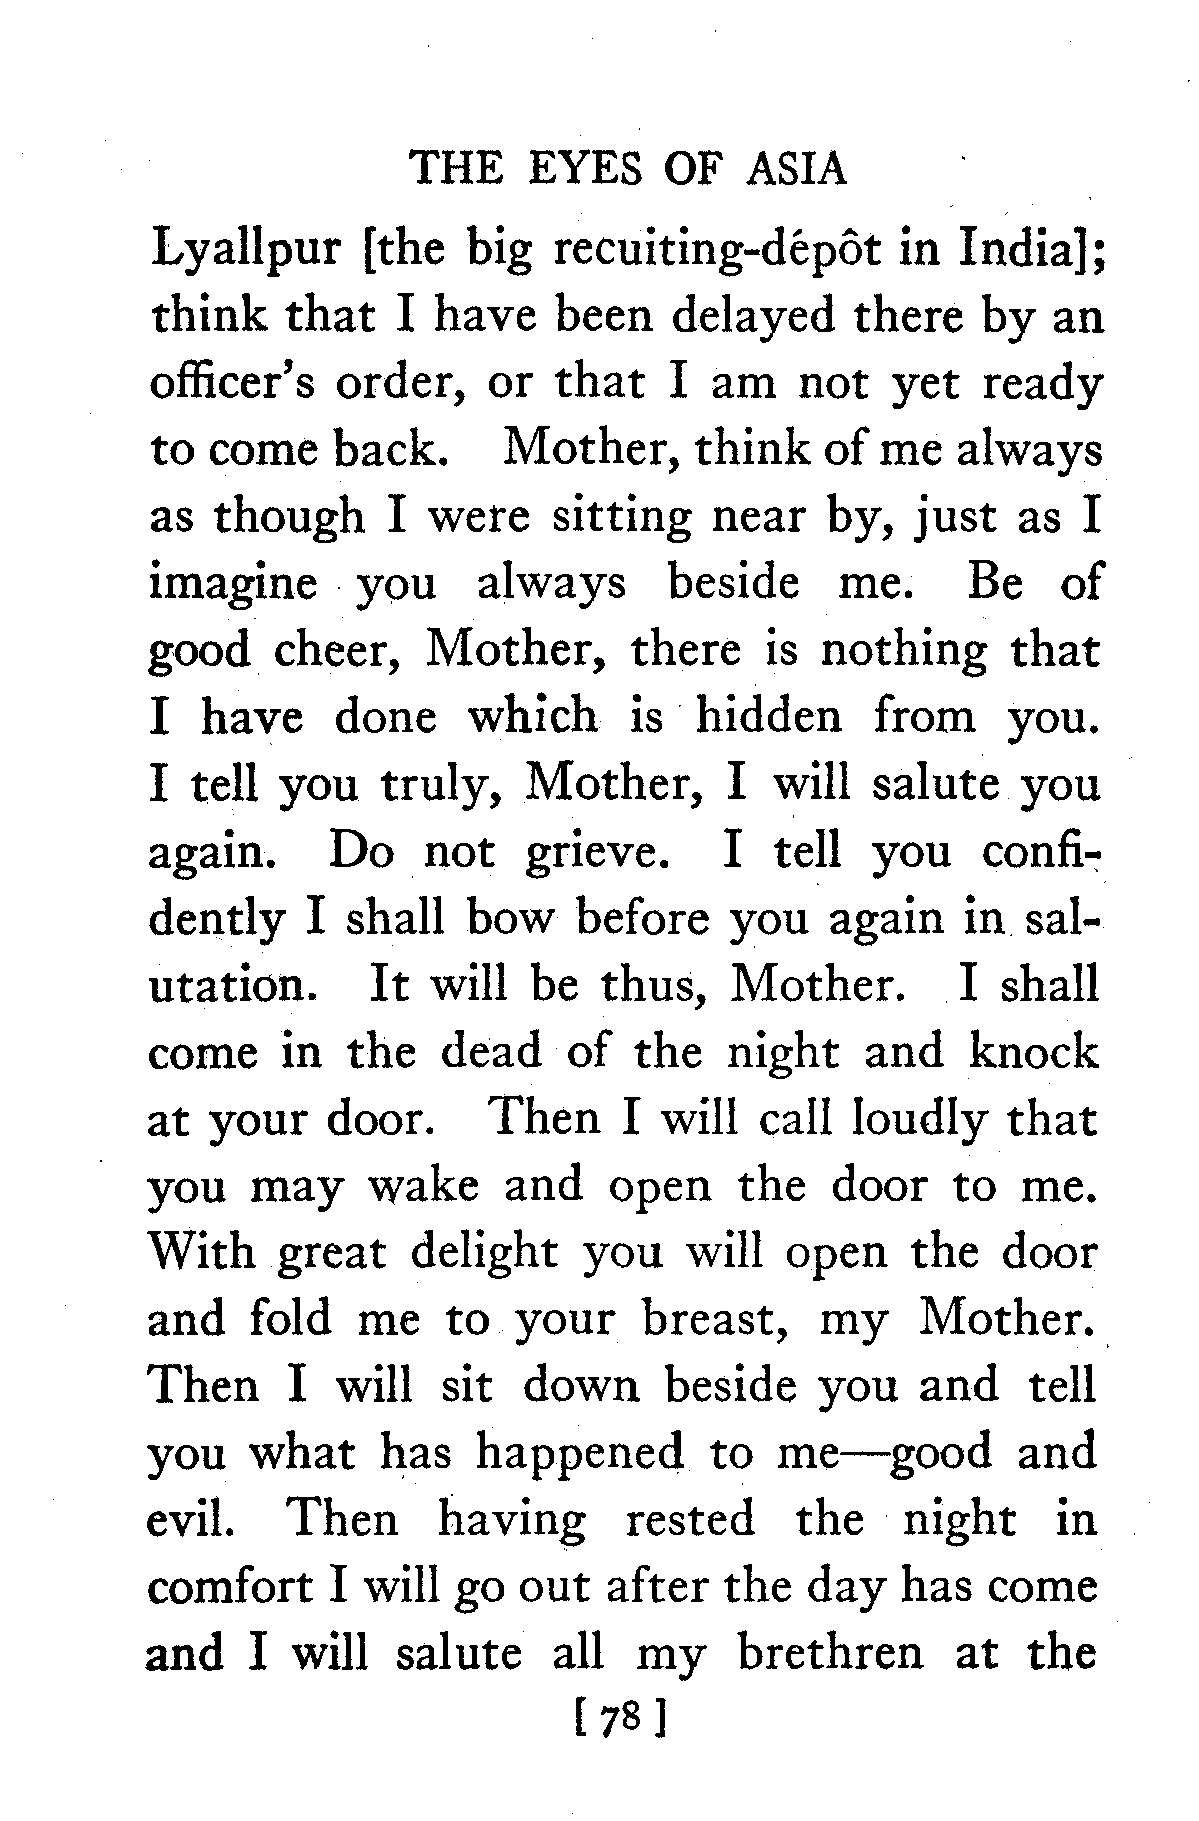 THE EYES OF ASIA
Lyallpur [the big recuiting-dépôt in India];
think that I have been delayed there by an
officer's order, or that I am not yet ready
to come back. Mother, think of me always
as though I were sitting near by, just as I
imagine you always beside me. Be of
good cheer, Mother, there is nothing that
I have done which is hidden from you.
I tell you truly, Mother, I will salute you
again. Do not grieve. I tell you confi-
dently I shall bow before you again in sal-
utation. It will be thus, Mother. I shall
come in the dead of the night and knock
at your door. Then I will call loudly that
you may wake and open the door to me.
With great delight you will open the door
and fold me to your breast, my Mother.
Then I will sit down beside you and tell
you what has happened to me—good and
evil. Then having rested the night in
comfort I will go out after the day has come
and I will salute all my brethren at the
[ 78 ]